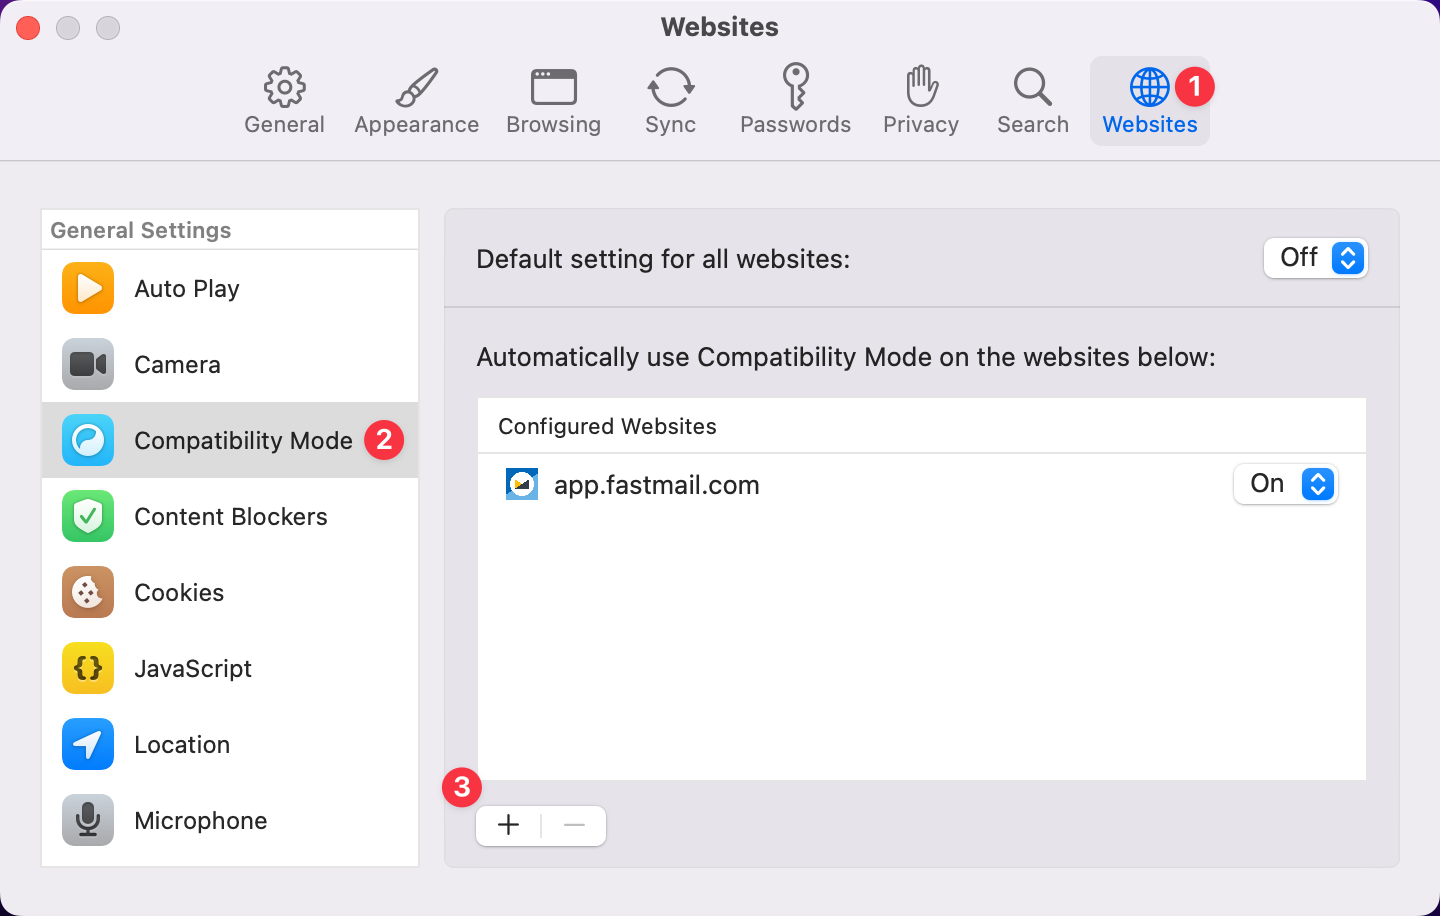 Websites
General
Appearance
Browsing
Sync
Passwords
Privacy
Search
Websites
1
General Settings
Auto Play
Camera
Compatibility Mode
2
Content Blockers
Cookies
JavaScript
Location
Microphone
Default setting for all websites:
Off
Automatically use Compatibility Mode on the websites below:
Configured Websites
app.fastmail.com
On
3